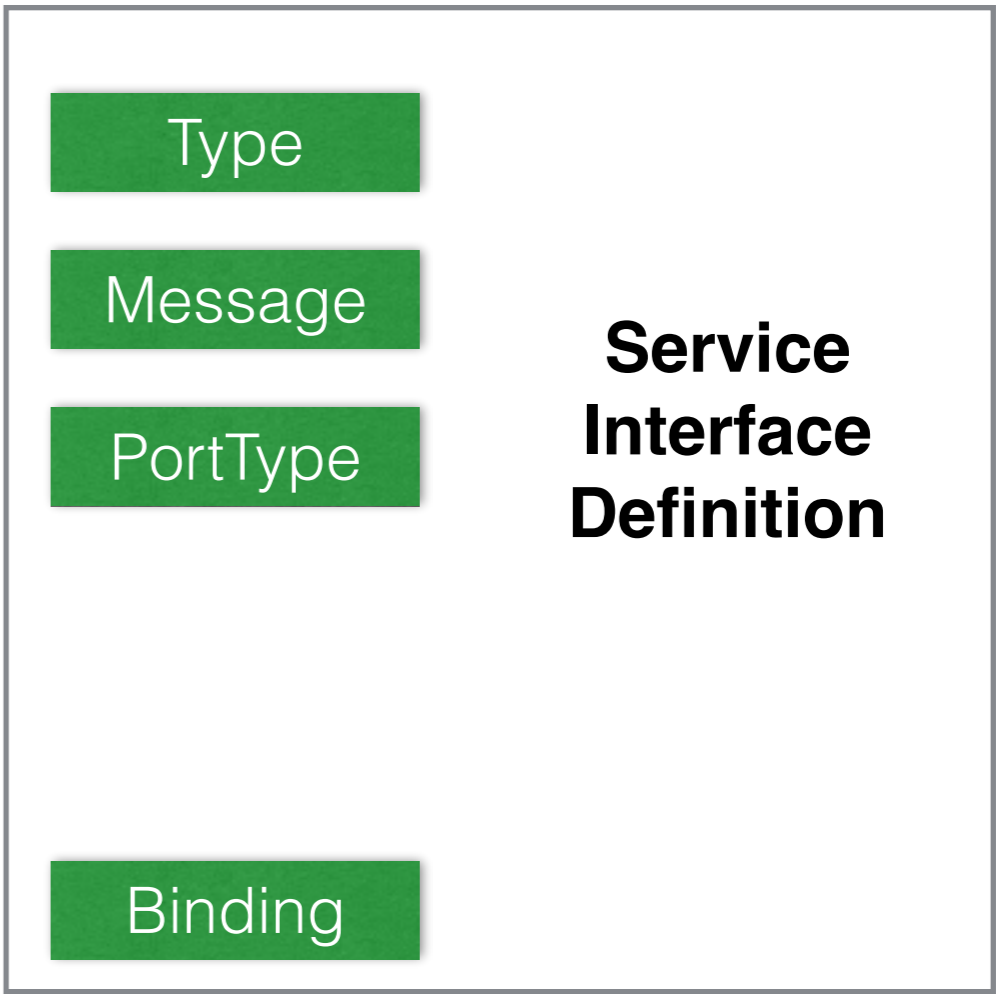 Type
Message
PortType
Service
Interface
Definition
Binding